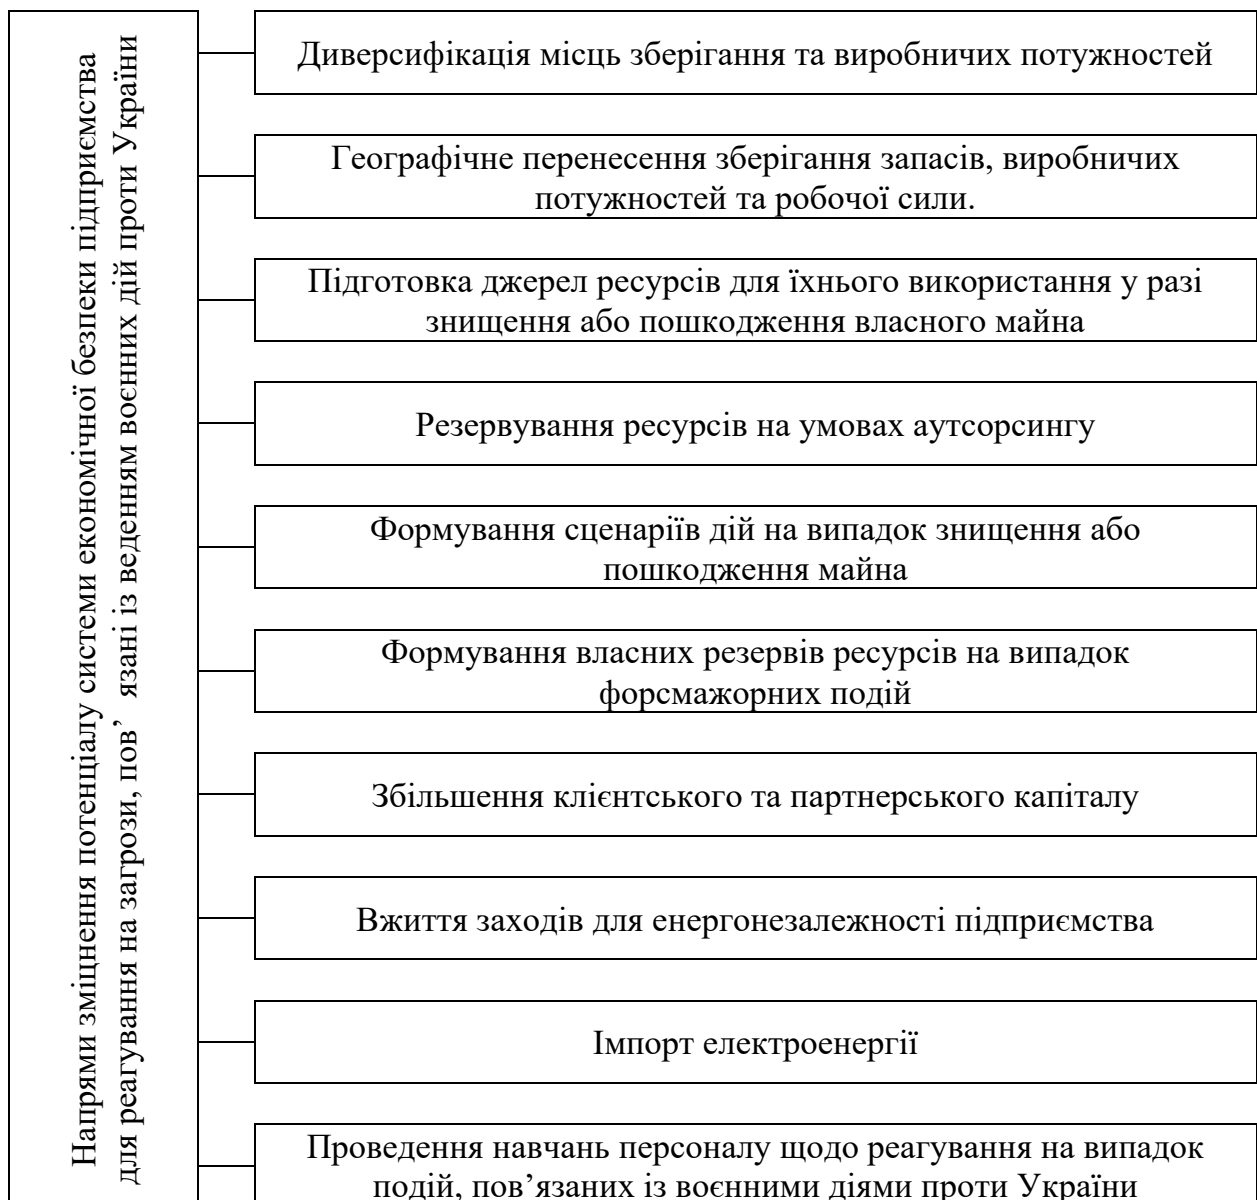 Напрями зміцнення потенціалу системи економічної безпеки підприємства
для реагування на загрози, пов’ язані із веденням воєнних дій проти України
Диверсифікація місць зберігання та виробничих потужностей
Географічне перенесення зберігання запасів, виробничих
потужностей та робочої сили.
Підготовка джерел ресурсів для їхнього використання у разі
знищення або пошкодження власного майна
Резервування ресурсів на умовах аутсорсингу
Формування сценаріїв дій на випадок знищення або
пошкодження майна
Формування власних резервів ресурсів на випадок
форсмажорних подій
Збільшення клієнтського та партнерського капіталу
Вжиття заходів для енергонезалежності підприємства
Імпорт електроенергії
Проведення навчань персоналу щодо реагування на випадок
подій, пов’язаних із воєнними діями проти України